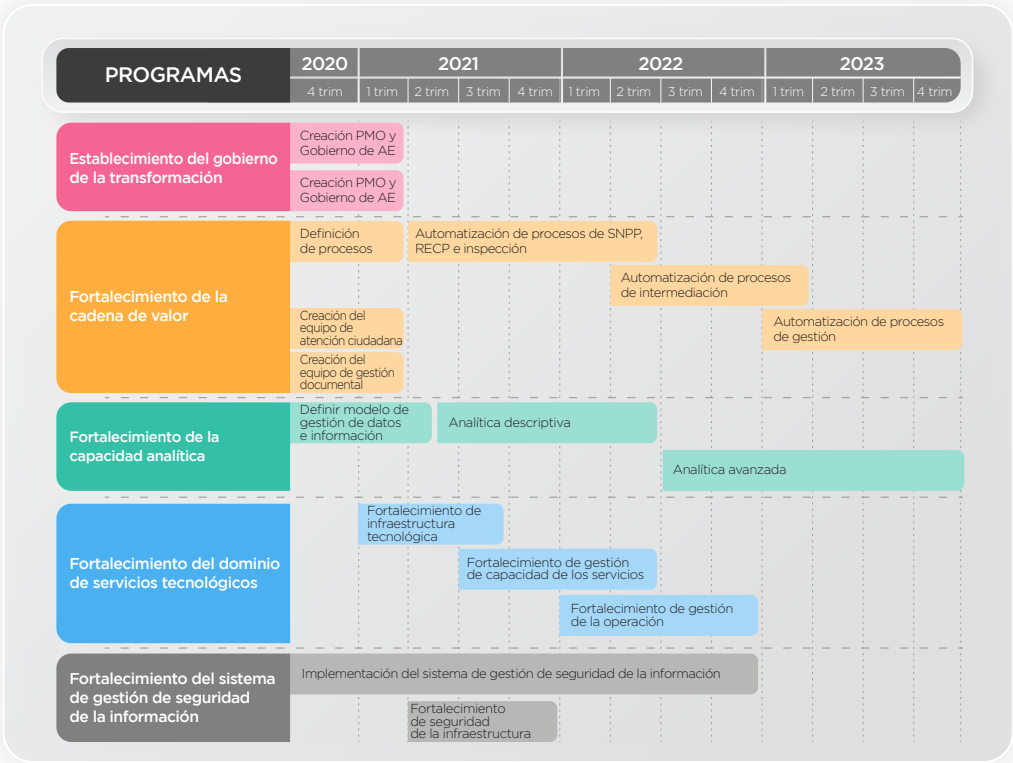 PROGRAMAS
2020
2021
2022
2023
4 trim
1 trim
2 trim
3 trim
4 trim
1 trim
2 trim
3 trim
4 trim
1 trim
2 trim
3 trim
4 trim
Establecimiento del gobierno
de la transformación
Creación PMO y
Gobierno de AE
Creación PMO y
Gobierno de AE
Fortalecimiento de la
cadena de valor
Definición
de procesos
Automatización de procesos de SNPP,
RECP e inspección
Automatización de procesos
de intermediación
Creación del
equipo de
atención ciudadana
Automatización de procesos
de gestión
Creación del
equipo de gestión
documental
Fortalecimiento de la
capacidad analítica
Definir modelo de
gestión de datos
e información
Analítica descriptiva
Analítica avanzada
Fortalecimiento del dominio
de servicios tecnológicos
Fortalecimiento de
infraestructura
tecnológica
Fortalecimiento de gestión
de capacidad de los servicios
Fortalecimiento de gestión
de la operación
Fortalecimiento del sistema
de gestión de seguridad
de la información
Implementación del sistema de gestión de seguridad de la información
Fortalecimiento
de seguridad
de la infraestructura